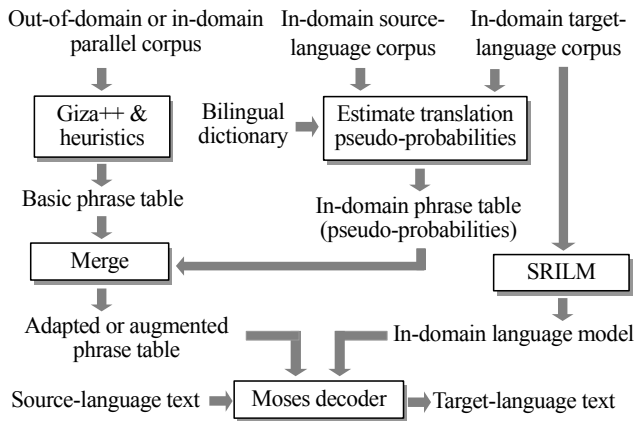 Out-of-domain or in-domain
parallel corpus
In-domain source-
language corpus
In-domain target-
language corpus
Giza++ &
heuristics
Bilingual
dictionary
Estimate translation
pseudo-probabilities
Basic phrase table
In-domain phrase table
(pseudo-probabilities)
Merge
SRILM
Adapted or augmented
phrase table
In-domain language model
Source-language text
Moses decoder
Target-language text